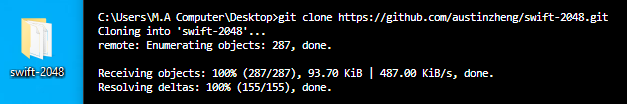 C:\Users\M.A Computer\Desktop>git clone https://github.com/austinzheng/swift-2048.git
Cloning into 'swift-2048'...
remote: Enumerating objects: 287, done.
Receiving objects: 100% (287/287), 93.70 KiB | 487.00 KiB/s, done.
Resolving deltas: 100% (155/155), done.
swift-2048